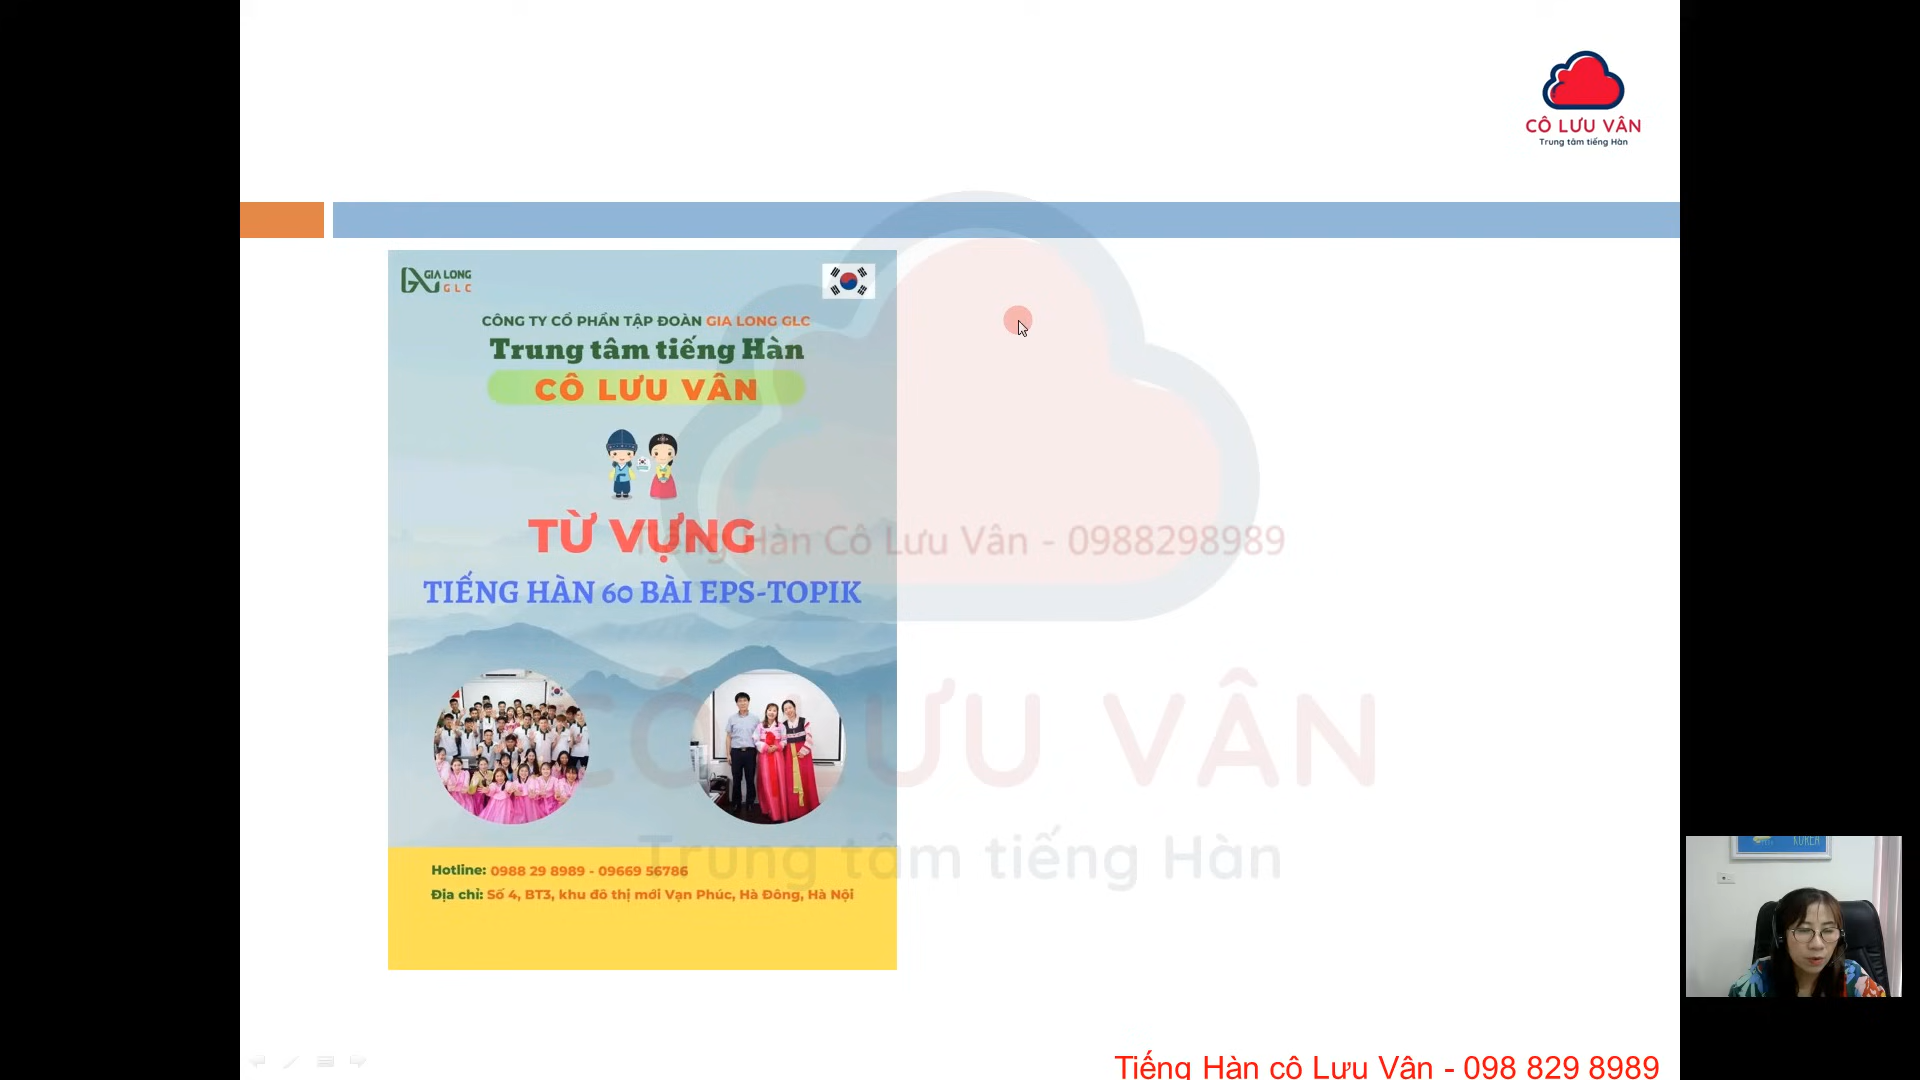 CÔ LƯU VÂN
Trung tâm tiếng Hàn
GIA LONG
GLC
CÔNG TY CỔ PHẦN TẬP ĐOÀN GIA LONG GLC
Trung tâm tiếng Hàn
CÔ LƯU VÂN
TỪ VỰNG
TIẾNG HÀN 60 BÀI EPS-TOPIK
Tiếng Hàn Cô Lưu Vân - 0988298989
CÔ LƯU VÂN
Trung tâm tiếng Hàn
Hotline: 0988 29 8989 - 09669 56786
Địa chỉ: Số 4, BT3, khu đô thị mới Vạn Phúc, Hà Đông, Hà Nội
KOREA
Tiếng Hàn cô Lưu Vân - 098 829 8989